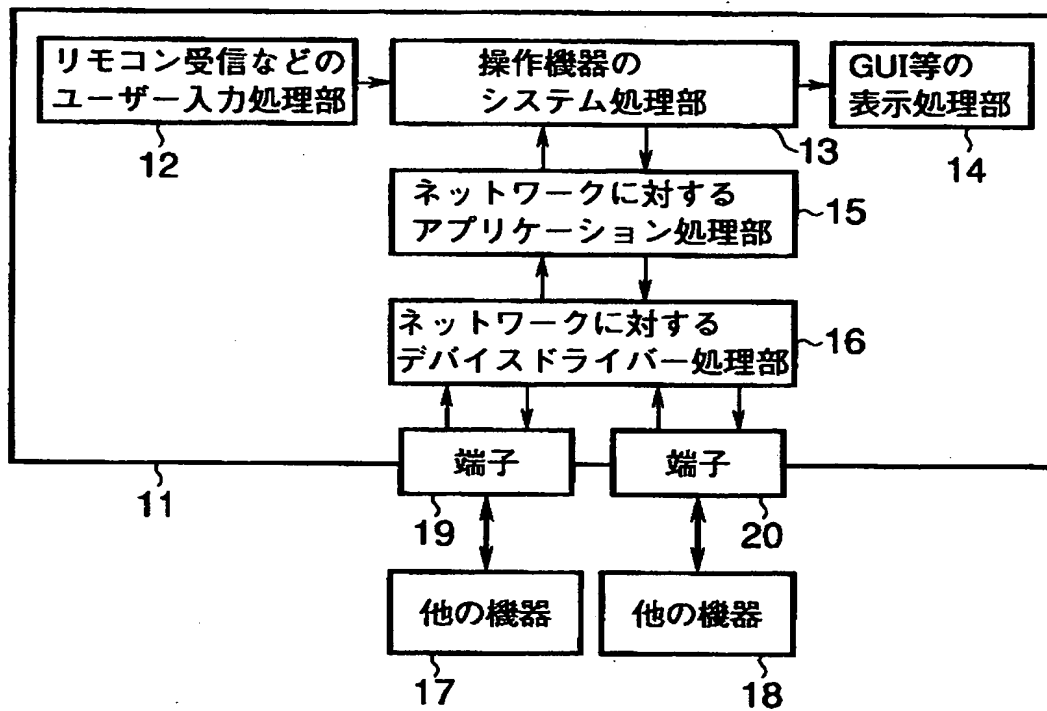 リモコン受信などの
ユーザー入力処理部
12
操作機器の
システム処理部
13
GUI等の
表示処理部
14
ネットワークに対する
アプリケーション処理部
15
ネットワークに対する
デバイスドライバー処理部
16
端子
19
端子
20
11
他の機器
17
他の機器
18